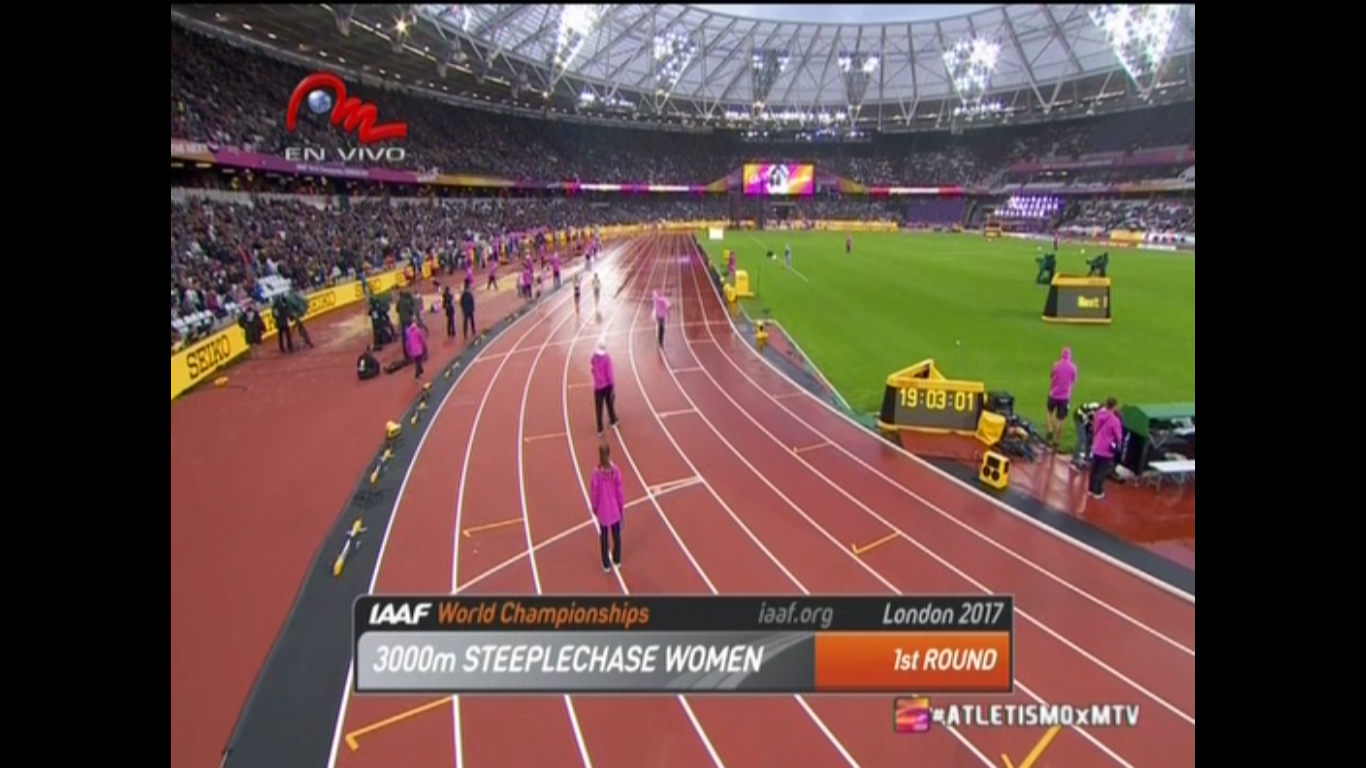 EN VIVO
SEIKO
Next
19:03:01
IAAF World Championships iaaf.org London 2017
3000m STEEPLECHASE WOMEN 1st ROUND
#ATLETISMOxMTV